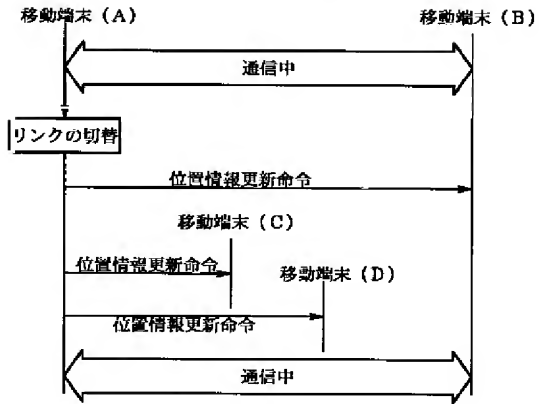 移動端末（A）
移動端末（B）
通信中
リンクの切替
位置情報更新命令
移動端末（C）
位置情報更新命令
移動端末（D）
位置情報更新命令
通信中